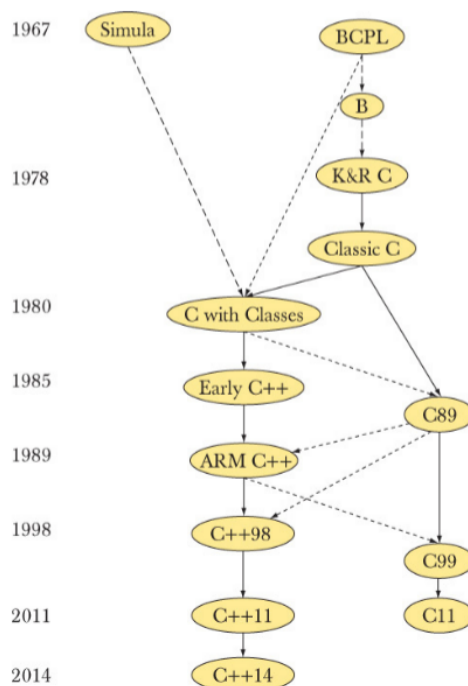 1967
Simula
BCPL
B
1978
K&R C
Classic C
1980
C with Classes
1985
Early C++
C89
1989
ARM C++
1998
C++98
C99
2011
C++11
C11
2014
C++14